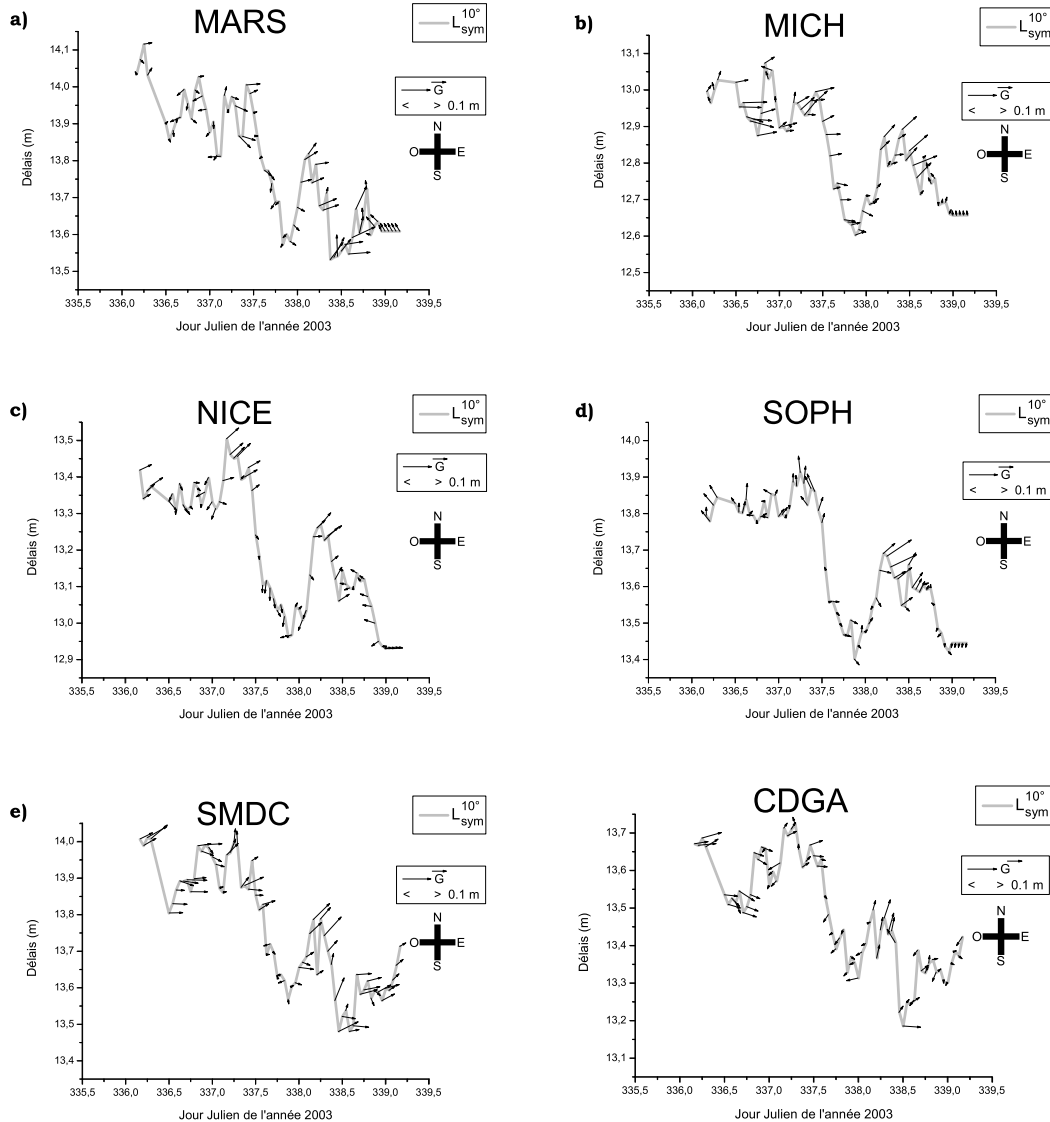 a)
MARS
L 10° sym
G
< > 0.1 m
N
O E
S
14,1
14,0
13,9
13,8
13,7
13,6
13,5
Délais (m)
335,5 336,0 336,5 337,0 337,5 338,0 338,5 339,0 339,5
Jour Julien de l'année 2003
b)
MICH
L 10° sym
G
< > 0.1 m
N
O E
S
13,1
13,0
12,9
12,8
12,7
12,6
12,5
Délais (m)
335,5 336,0 336,5 337,0 337,5 338,0 338,5 339,0 339,5
Jour Julien de l'année 2003
c)
NICE
L 10° sym
G
< > 0.1 m
N
O E
S
13,5
13,4
13,3
13,2
13,1
13,0
12,9
Délais (m)
335,5 336,0 336,5 337,0 337,5 338,0 338,5 339,0 339,5
Jour Julien de l'année 2003
d)
SOPH
L 10° sym
G
< > 0.1 m
N
O E
S
14,0
13,9
13,8
13,7
13,6
13,5
13,4
Délais (m)
335,5 336,0 336,5 337,0 337,5 338,0 338,5 339,0 339,5
Jour Julien de l'année 2003
e)
SMDC
L 10° sym
G
< > 0.1 m
N
O E
S
14,0
13,9
13,8
13,7
13,6
13,5
13,4
Délais (m)
335,5 336,0 336,5 337,0 337,5 338,0 338,5 339,0 339,5
Jour Julien de l'année 2003
CDGA
L 10° sym
G
< > 0.1 m
N
O E
S
13,7
13,6
13,5
13,4
13,3
13,2
13,1
Délais (m)
335,5 336,0 336,5 337,0 337,5 338,0 338,5 339,0 339,5
Jour Julien de l'année 2003